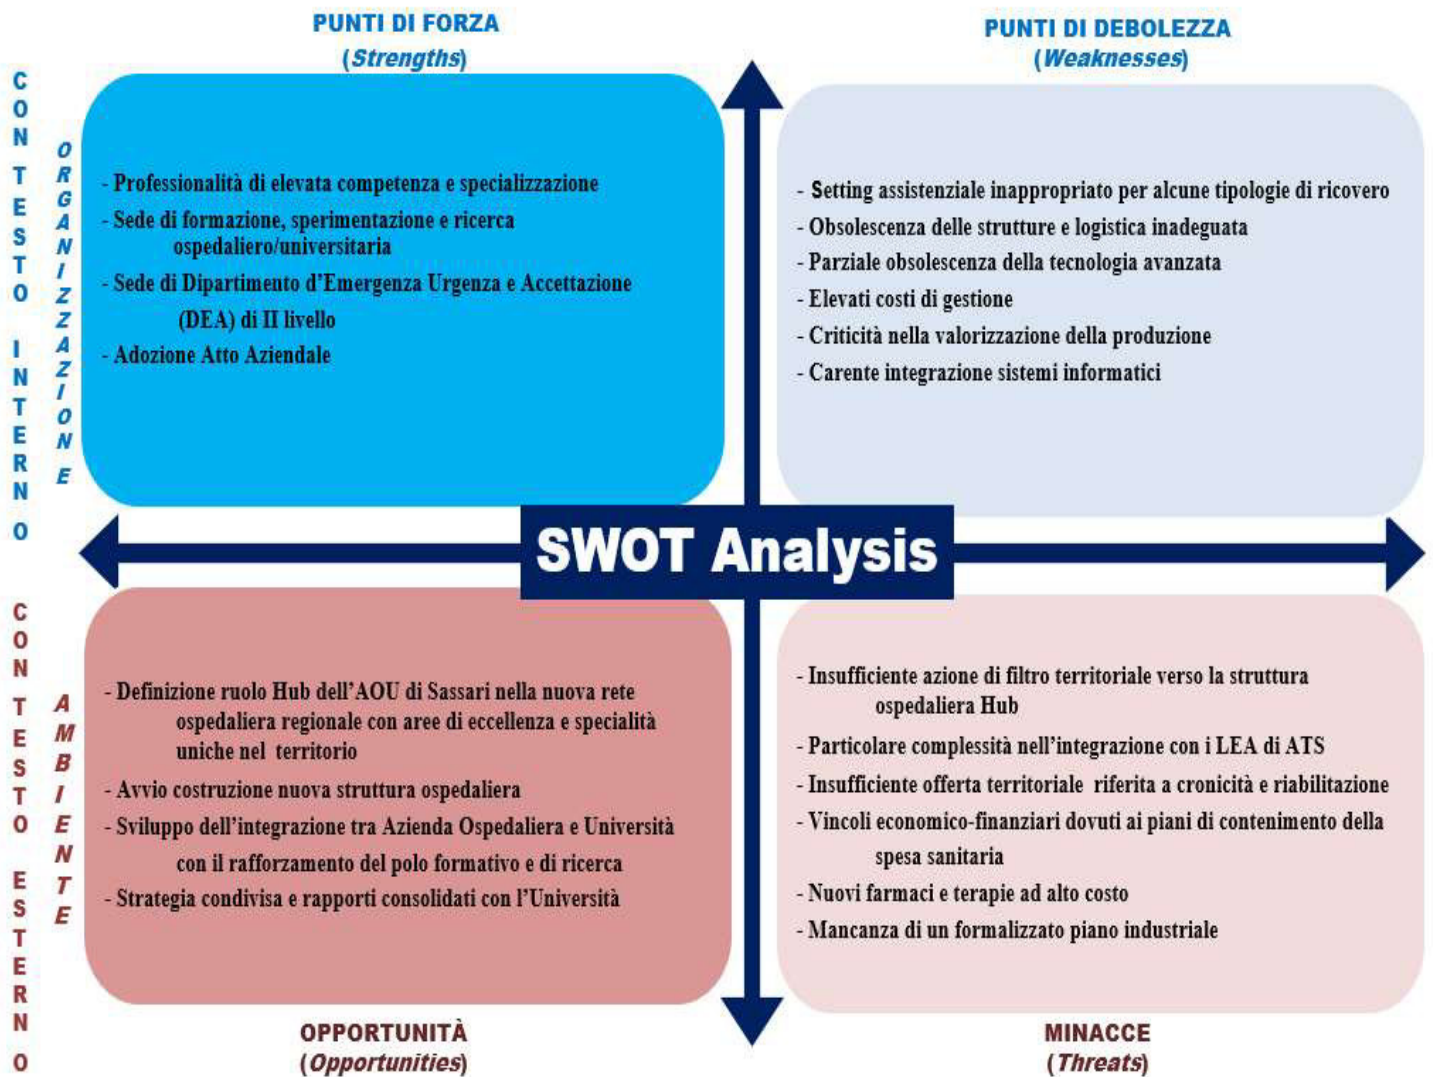 PUNTI DI FORZA
(Strengths)
PUNTI DI DEBOLEZZA
(Weaknesses)
CONTESTO INTERNO
ORGANIZZAZIONE
- Professionalità di elevata competenza e specializzazione
- Sede di formazione, sperimentazione e ricerca
ospedaliero/universitaria
- Sede di Dipartimento d’Emergenza Urgenza e Accettazione
(DEA) di II livello
- Adozione Atto Aziendale
- Setting assistenziale inappropriato per alcune tipologie di ricovero
- Obsolescenza delle strutture e logistica inadeguata
- Parziale obsolescenza della tecnologia avanzata
- Elevati costi di gestione
- Criticità nella valorizzazione della produzione
- Carente integrazione sistemi informatici
SWOT Analysis
CONTESTO ESTERNO
AMBIENTE
- Definizione ruolo Hub dell’AOU di Sassari nella nuova rete
ospedaliera regionale con aree di eccellenza e specialità
uniche nel territorio
- Avvio costruzione nuova struttura ospedaliera
- Sviluppo dell’integrazione tra Azienda Ospedaliera e Università
con il rafforzamento del polo formativo e di ricerca
- Strategia condivisa e rapporti consolidati con l’Università
- Insufficiente azione di filtro territoriale verso la struttura
ospedaliera Hub
- Particolare complessità nell’integrazione con i LEA di ATS
- Insufficiente offerta territoriale riferita a cronicità e riabilitazione
- Vincoli economico-finanziari dovuti ai piani di contenimento della
spesa sanitaria
- Nuovi farmaci e terapie ad alto costo
- Mancanza di un formalizzato piano industriale
OPPORTUNITÀ
(Opportunities)
MINACCE
(Threats)